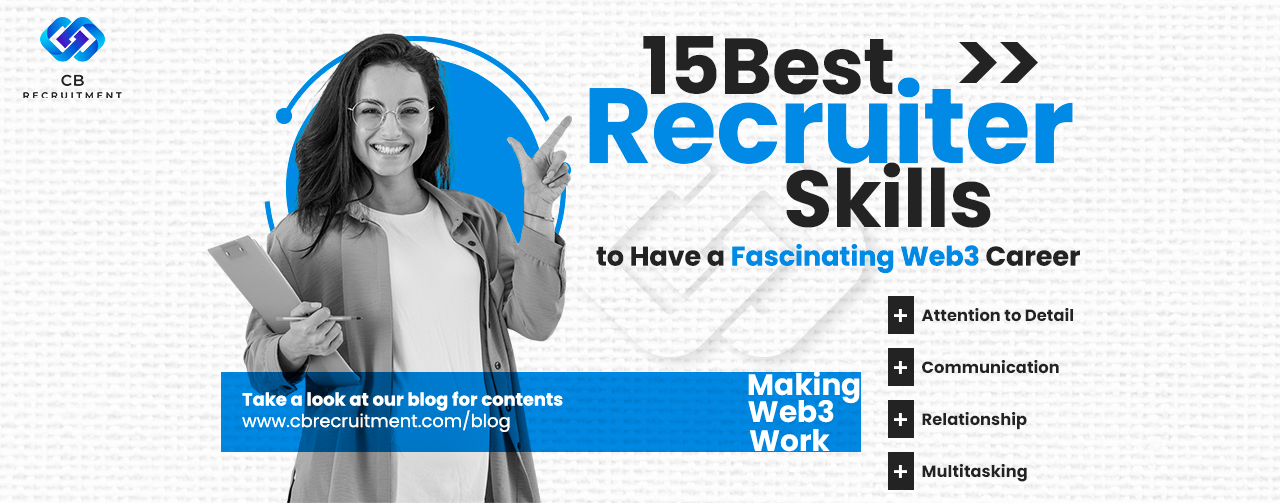 CB
RECRUITMENT
15Best
Recruiter
Skills
to Have a Fascinating Web3 Career
Attention to Detail
Communication
Relationship
Multitasking
Take a look at our blog for contents
www.cbrecruitment.com/blog
Making
Web3
Work